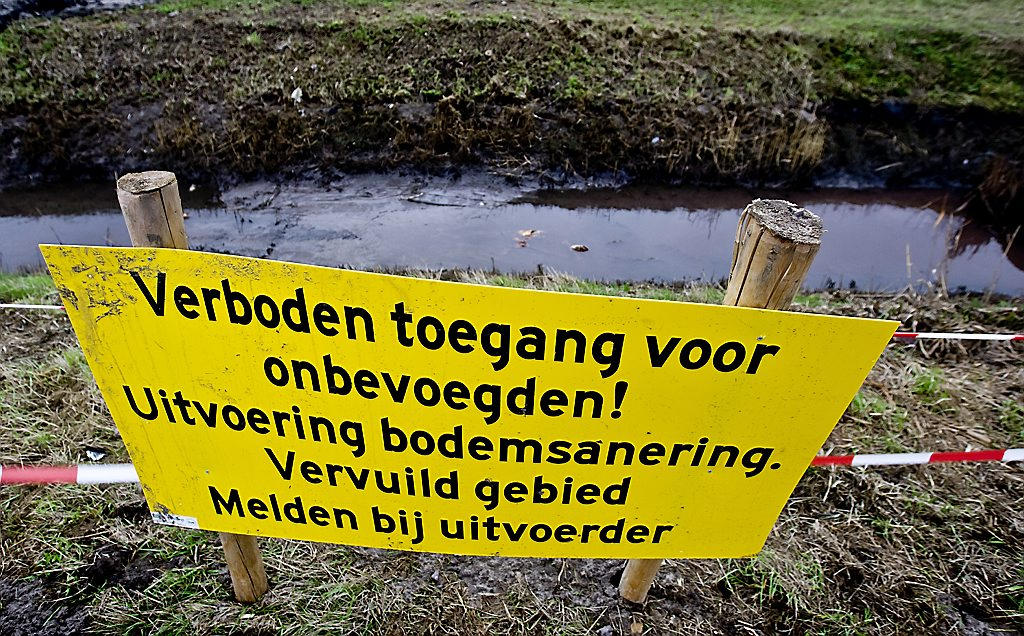 Verboden toegang voor
onbevoegden!
Uitvoering bodemsanering.
Vervuild gebied
Melden bij uitvoerder